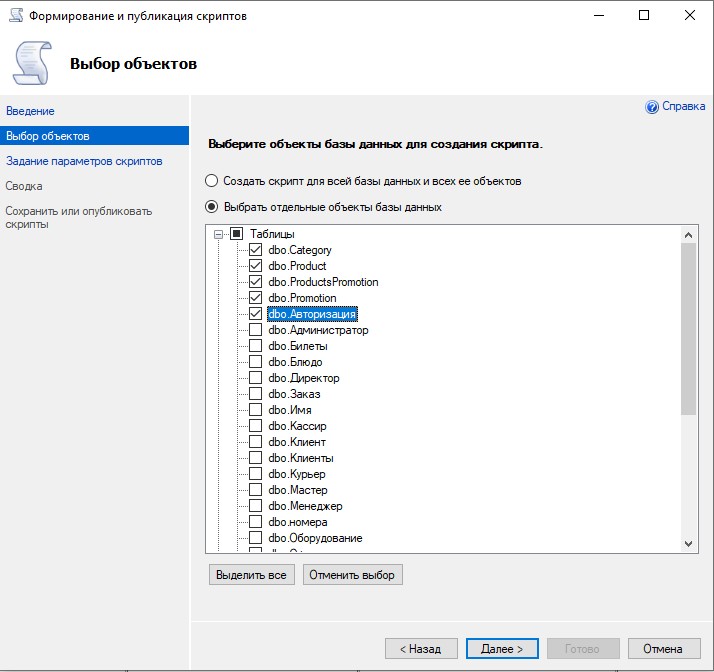 Формирование и публикация скриптов
Выбор объектов
Введение
Выбор объектов
Задание параметров скриптов
Сводка
Сохранить или опубликовать
скрипты
Справка
Выберите объекты базы данных для создания скрипта.
Создать скрипт для всей базы данных и всех ее объектов
Выбрать отдельные объекты базы данных
Таблицы
dbo.Category
dbo.Product
dbo.ProductsPromotion
dbo.Promotion
dbo.Авторизация
dbo.Администратор
dbo.Билеты
dbo.Блюдо
dbo.Директор
dbo.Заказ
dbo.Имя
dbo.Кассир
dbo.Клиент
dbo.Клиенты
dbo.Курьер
dbo.Мастер
dbo.Менеджер
dbo.номера
dbo.Оборудование
Выделить все
Отменить выбор
< Назад
Далее >
Готово
Отмена